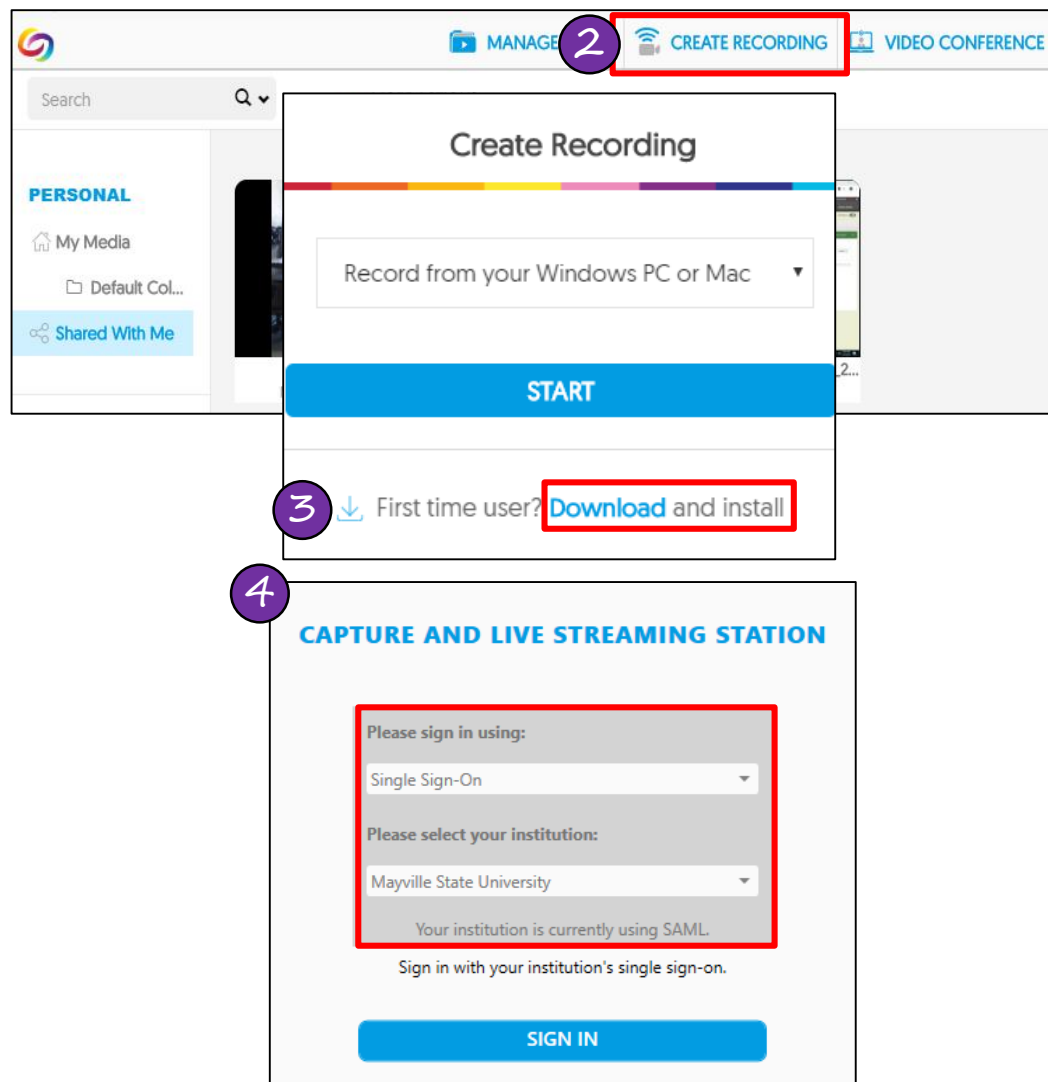 MANAGE
2
CREATE RECORDING
VIDEO CONFERENCE
Search
Create Recording
PERSONAL
My Media
Default Col...
Shared With Me
Record from your Windows PC or Mac
_2...
START
3
First time user? Download and install
4
CAPTURE AND LIVE STREAMING STATION
Please sign in using:
Single Sign-On
Please select your institution:
Mayville State University
Your institution is currently using SAML.
Sign in with your institution's single sign-on.
SIGN IN